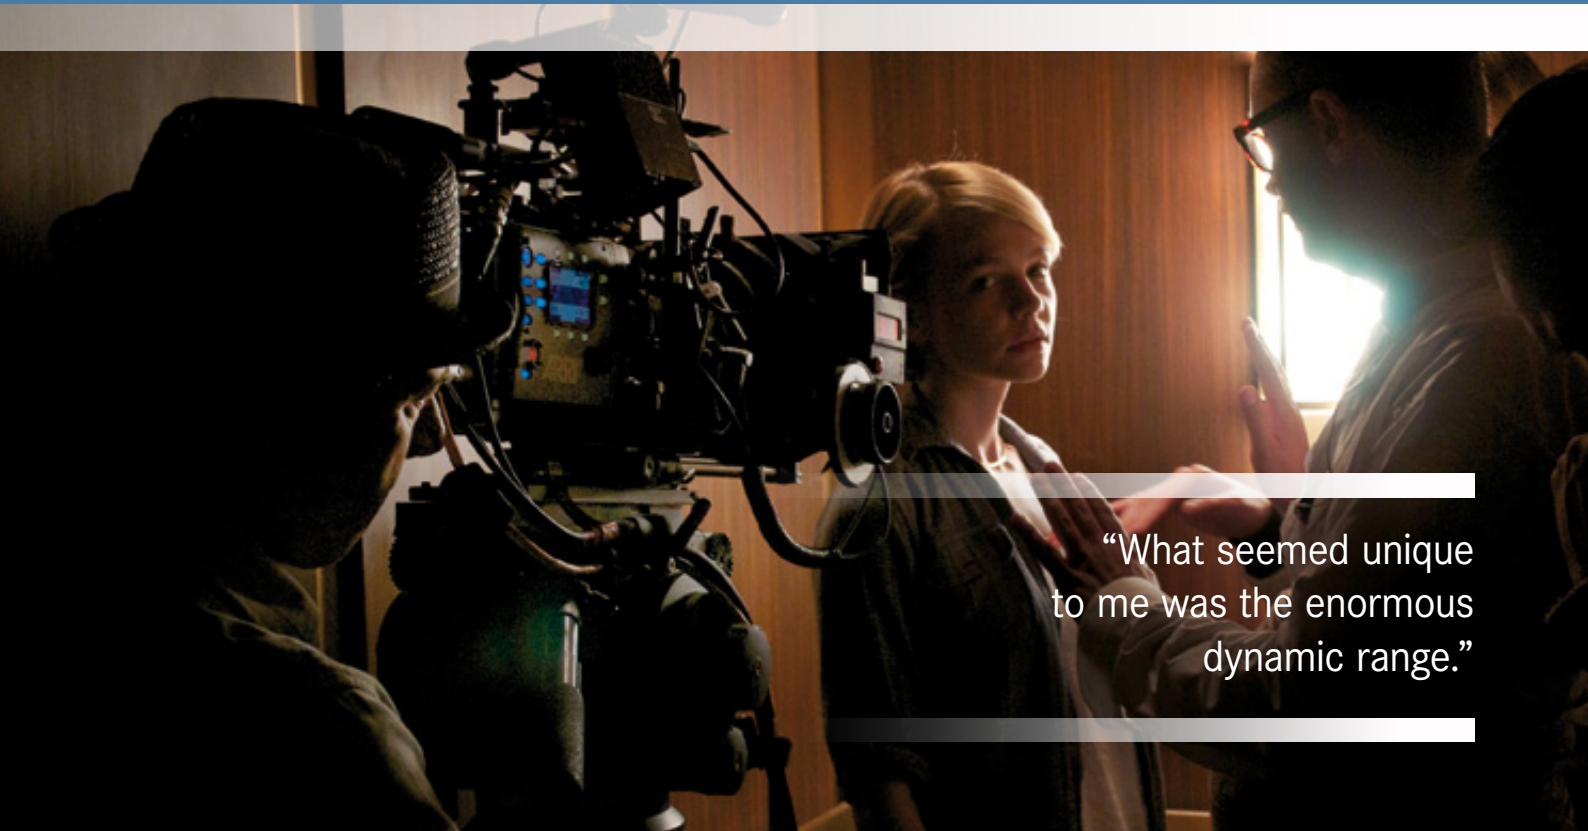 “What seemed unique
to me was the enormous
dynamic range.”